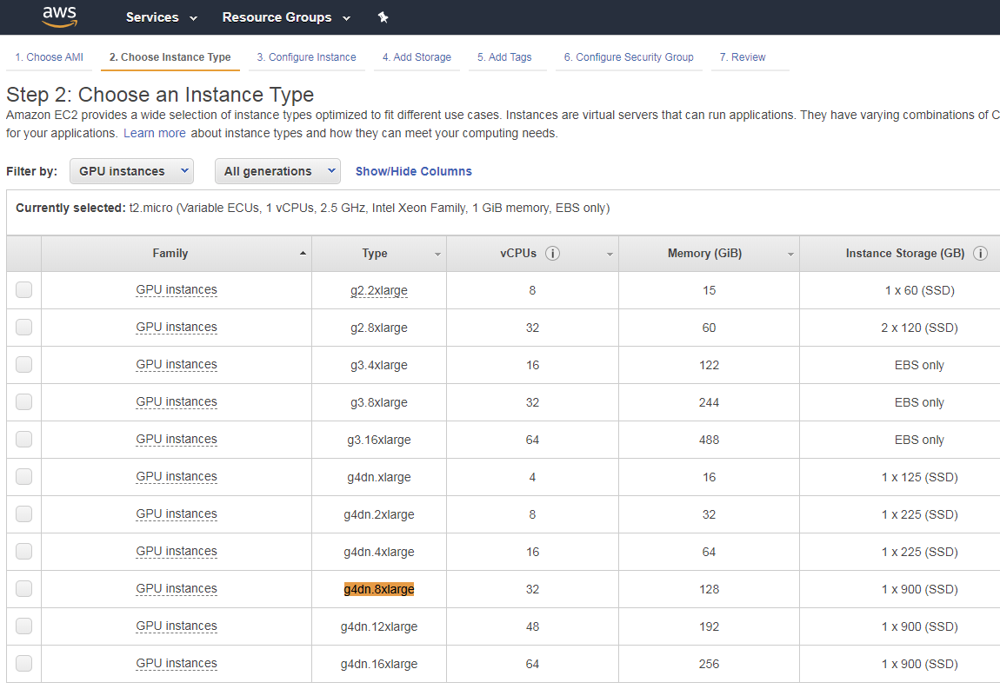 aws Services Resource Groups
1. Choose AMI 2. Choose Instance Type 3. Configure Instance 4. Add Storage 5. Add Tags 6. Configure Security Group 7. Review
Step 2: Choose an Instance Type
Amazon EC2 provides a wide selection of instance types optimized to fit different use cases. Instances are virtual servers that can run applications. They have varying combinations of C
for your applications. Learn more about instance types and how they can meet your computing needs.
Filter by: GPU instances All generations Show/Hide Columns
Currently selected: t2.micro (Variable ECUs, 1 vCPUs, 2.5 GHz, Intel Xeon Family, 1 GiB memory, EBS only)
Family Type vCPUs i Memory (GiB) Instance Storage (GB) i
GPU instances g2.2xlarge 8 15 1 x 60 (SSD)
GPU instances g2.8xlarge 32 60 2 x 120 (SSD)
GPU instances g3.4xlarge 16 122 EBS only
GPU instances g3.8xlarge 32 244 EBS only
GPU instances g3.16xlarge 64 488 EBS only
GPU instances g4dn.xlarge 4 16 1 x 125 (SSD)
GPU instances g4dn.2xlarge 8 32 1 x 225 (SSD)
GPU instances g4dn.4xlarge 16 64 1 x 225 (SSD)
GPU instances g4dn.8xlarge 32 128 1 x 900 (SSD)
GPU instances g4dn.12xlarge 48 192 1 x 900 (SSD)
GPU instances g4dn.16xlarge 64 256 1 x 900 (SSD)